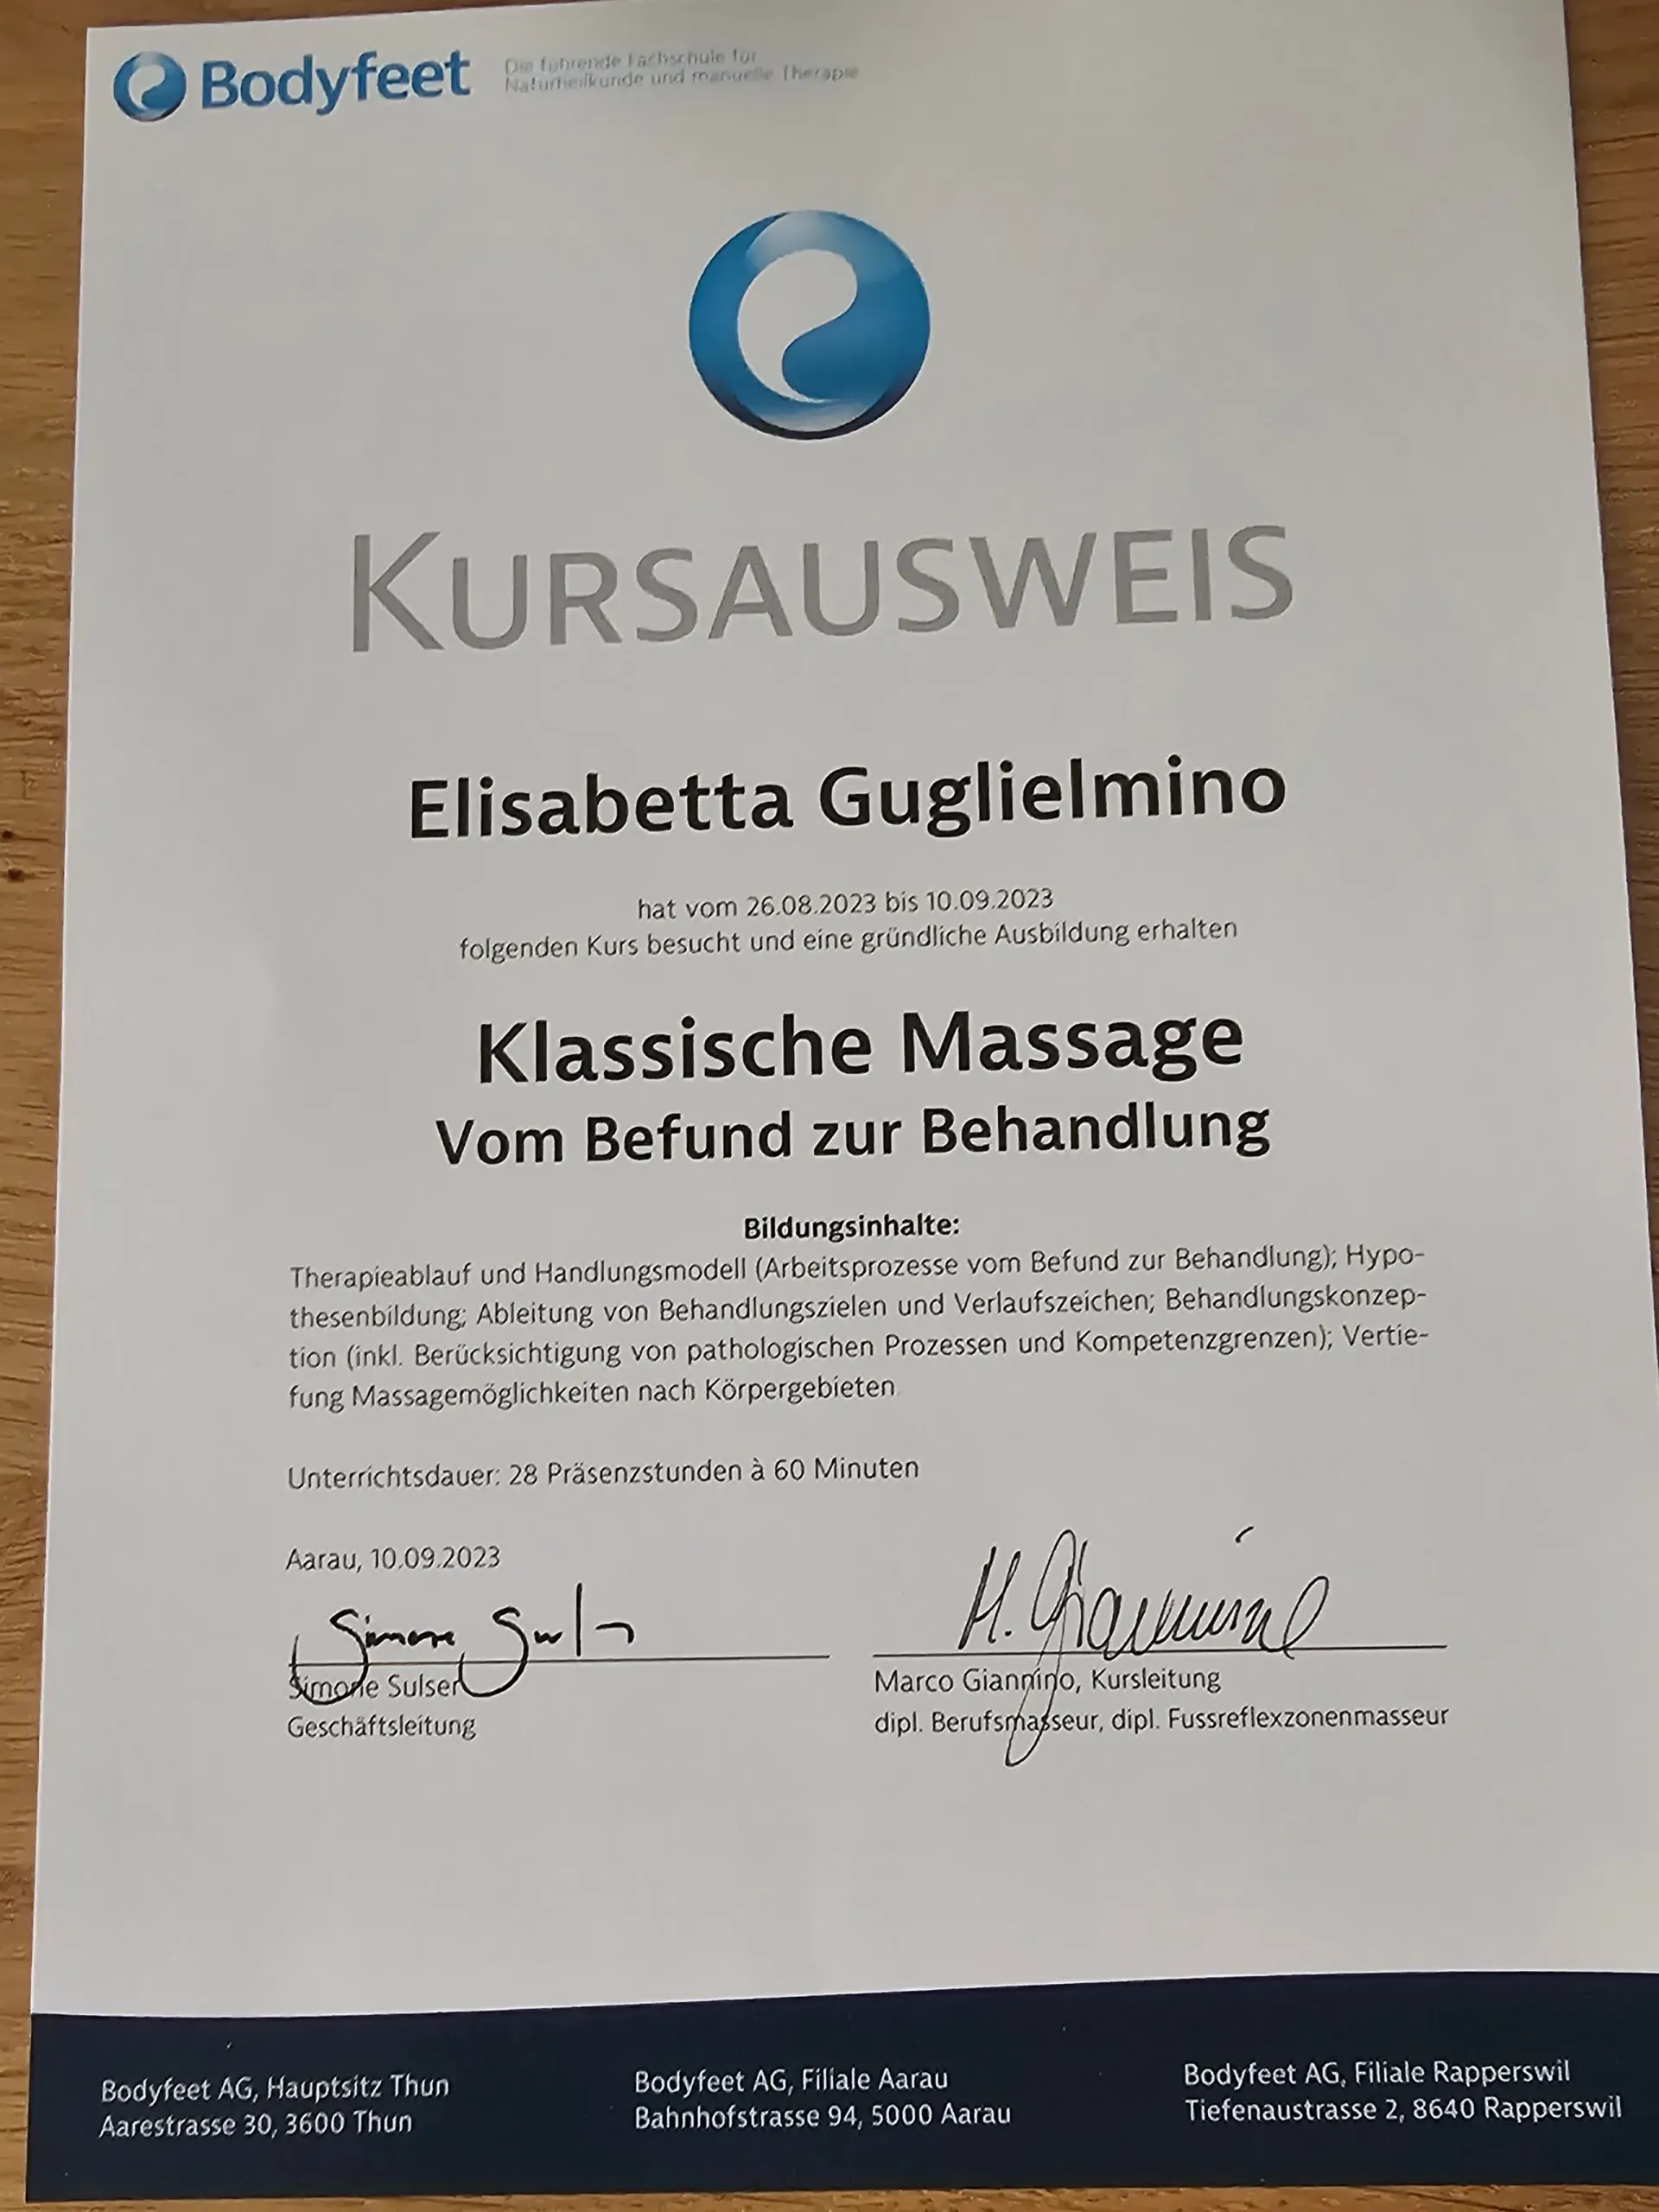 Bodyfeet
Die führende Fachschule für
Naturheilkunde und manuelle Therapie
KURSAUSWEIS
Elisabetta Guglielmino
hat vom 26.08.2023 bis 10.09.2023
folgenden Kurs besucht und eine gründliche Ausbildung erhalten
Klassische Massage
Vom Befund zur Behandlung
Bildungsinhalte:
Therapieablauf und Handlungsmodell (Arbeitsprozesse vom Befund zur Behandlung); Hypo-
thesenbildung; Ableitung von Behandlungszielen und Verlaufszeichen; Behandlungskonzep-
tion (inkl. Berücksichtigung von pathologischen Prozessen und Kompetenzgrenzen); Vertie-
fung Massagemöglichkeiten nach Körpergebieten
Unterrichtsdauer: 28 Präsenzstunden à 60 Minuten
Aarau, 10.09.2023
Simone Sulser
Geschäftsleitung
M. Giannino
Marco Giannino, Kursleitung
dipl. Berufsmasseur, dipl. Fussreflexzonenmasseur
Bodyfeet AG, Hauptsitz Thun
Aarestrasse 30, 3600 Thun
Bodyfeet AG, Filiale Aarau
Bahnhofstrasse 94, 5000 Aarau
Bodyfeet AG, Filiale Rapperswil
Tiefenaustrasse 2, 8640 Rapperswil